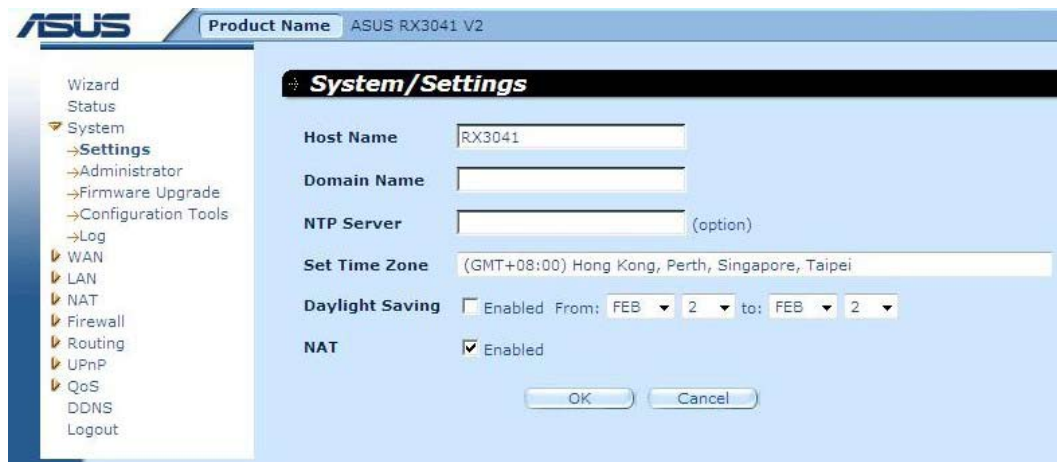 ASUS
Product Name ASUS RX3041 V2
Wizard
Status
System
Settings
Administrator
Firmware Upgrade
Configuration Tools
Log
WAN
LAN
NAT
Firewall
Routing
UPnP
QoS
DDNS
Logout
System/Settings
Host Name RX3041
Domain Name
NTP Server (option)
Set Time Zone (GMT+08:00) Hong Kong, Perth, Singapore, Taipei
Daylight Saving Enabled From: FEB 2 to: FEB 2
NAT Enabled
OK Cancel